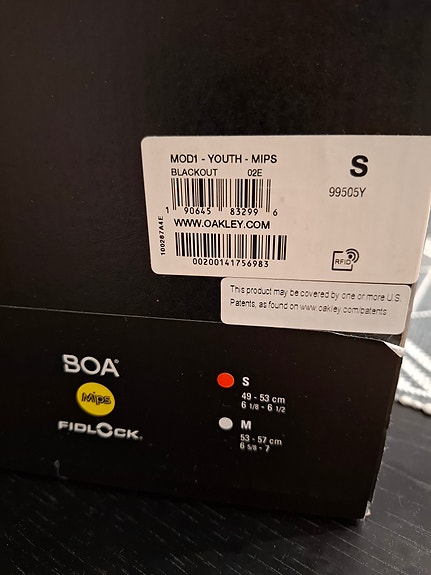 MOD1 - YOUTH - MIPS
BLACKOUT 02E
S
99505Y
1 90645 83299 6
WWW.OAKLEY.COM
100287A4E
00200141756983
RFID
This product may be covered by one or more U.S.
Patents, as found on www.oakley.com/patents
BOA®
Mips
FIDLOCK®
S
49 - 53 cm
6 1/8 - 6 1/2
M
53 - 57 cm
6 5/8 - 7